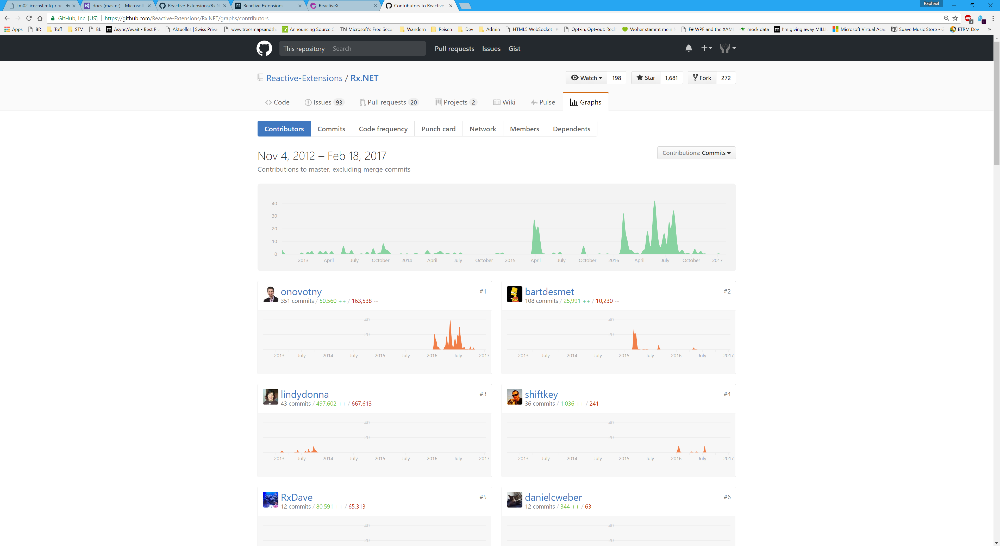 fm02-icecast.mtg-r.ne
docs (master) - Microsoft
Reactive-Extensions/Rx.N
Reactive Extensions
ReactiveX
Contributors to Reactive-
Raphael
GitHub, Inc. [US] https://github.com/Reactive-Extensions/Rx.NET/graphs/contributors
ABP 3 1
Apps BR Töff STV BL Async/Await - Best Pra Aktuelles | Swiss Priva www.treesmapsandth Announcing Source C TN Microsoft's Free Secur Wandern Reisen Dev Admin HTML5 WebSocket - Opt-in, Opt-out: Rech Woher stammt mein F# WPF and the XAML mock data I'm giving away MILLI Microsoft Virtual Acad Suave Music Store - G ETRM Dev »
This repository Search Pull requests Issues Gist
Reactive-Extensions / Rx.NET
Watch 198 Star 1,681 Fork 272
Code Issues 93 Pull requests 20 Projects 2 Wiki Pulse Graphs
Contributors Commits Code frequency Punch card Network Members Dependents
Nov 4, 2012 – Feb 18, 2017
Contributions: Commits
Contributions to master, excluding merge commits
40
30
20
10
0
2013 April July October 2014 April July October 2015 April July October 2016 April July October 2017
onovotny #1
351 commits / 50,560 ++ / 163,538 --
40
20
2013 July 2014 July 2015 July 2016 July 2017
bartdesmet #2
108 commits / 25,991 ++ / 10,230 --
40
20
2013 July 2014 July 2015 July 2016 July 2017
lindydonna #3
43 commits / 497,602 ++ / 667,613 --
40
20
2013 July 2014 July 2015 July 2016 July 2017
shiftkey #4
36 commits / 1,036 ++ / 241 --
40
20
2013 July 2014 July 2015 July 2016 July 2017
RxDave #5
12 commits / 80,591 ++ / 65,313 --
40
20
danielcweber #6
12 commits / 344 ++ / 63 --
40
20